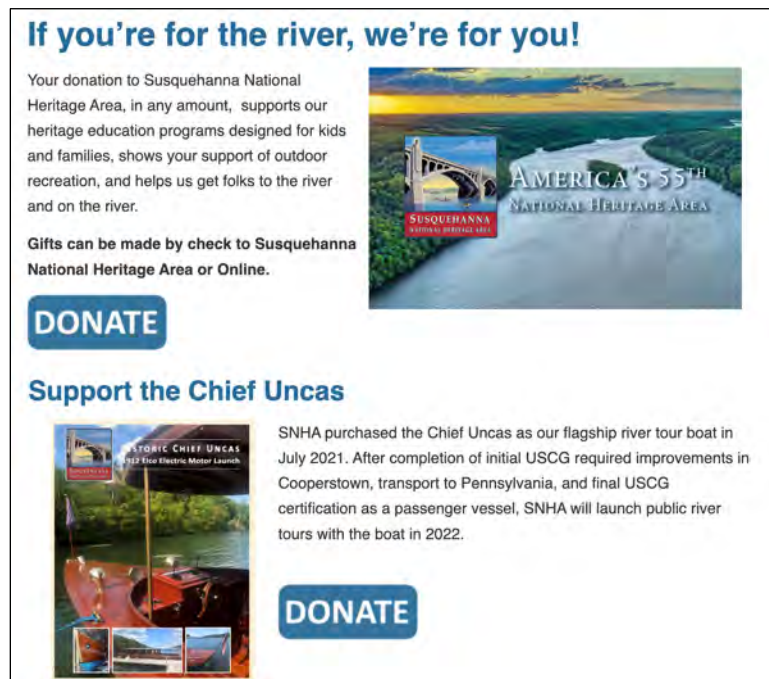 If you're for the river, we're for you!
Your donation to Susquehanna National
Heritage Area, in any amount, supports our
heritage education programs designed for kids
and families, shows your support of outdoor
recreation, and helps us get folks to the river
and on the river.
Gifts can be made by check to Susquehanna
National Heritage Area or Online.
DONATE
SUSQUEHANNA
NATIONAL HERITAGE AREA
AMERICA'S 55TH
NATIONAL HERITAGE AREA
Support the Chief Uncas
HISTORIC CHIEF UNCAS
1912 Elco Electric Motor Launch
SUSQUEHANNA
SNHA purchased the Chief Uncas as our flagship river tour boat in
July 2021. After completion of initial USCG required improvements in
Cooperstown, transport to Pennsylvania, and final USCG
certification as a passenger vessel, SNHA will launch public river
tours with the boat in 2022.
DONATE